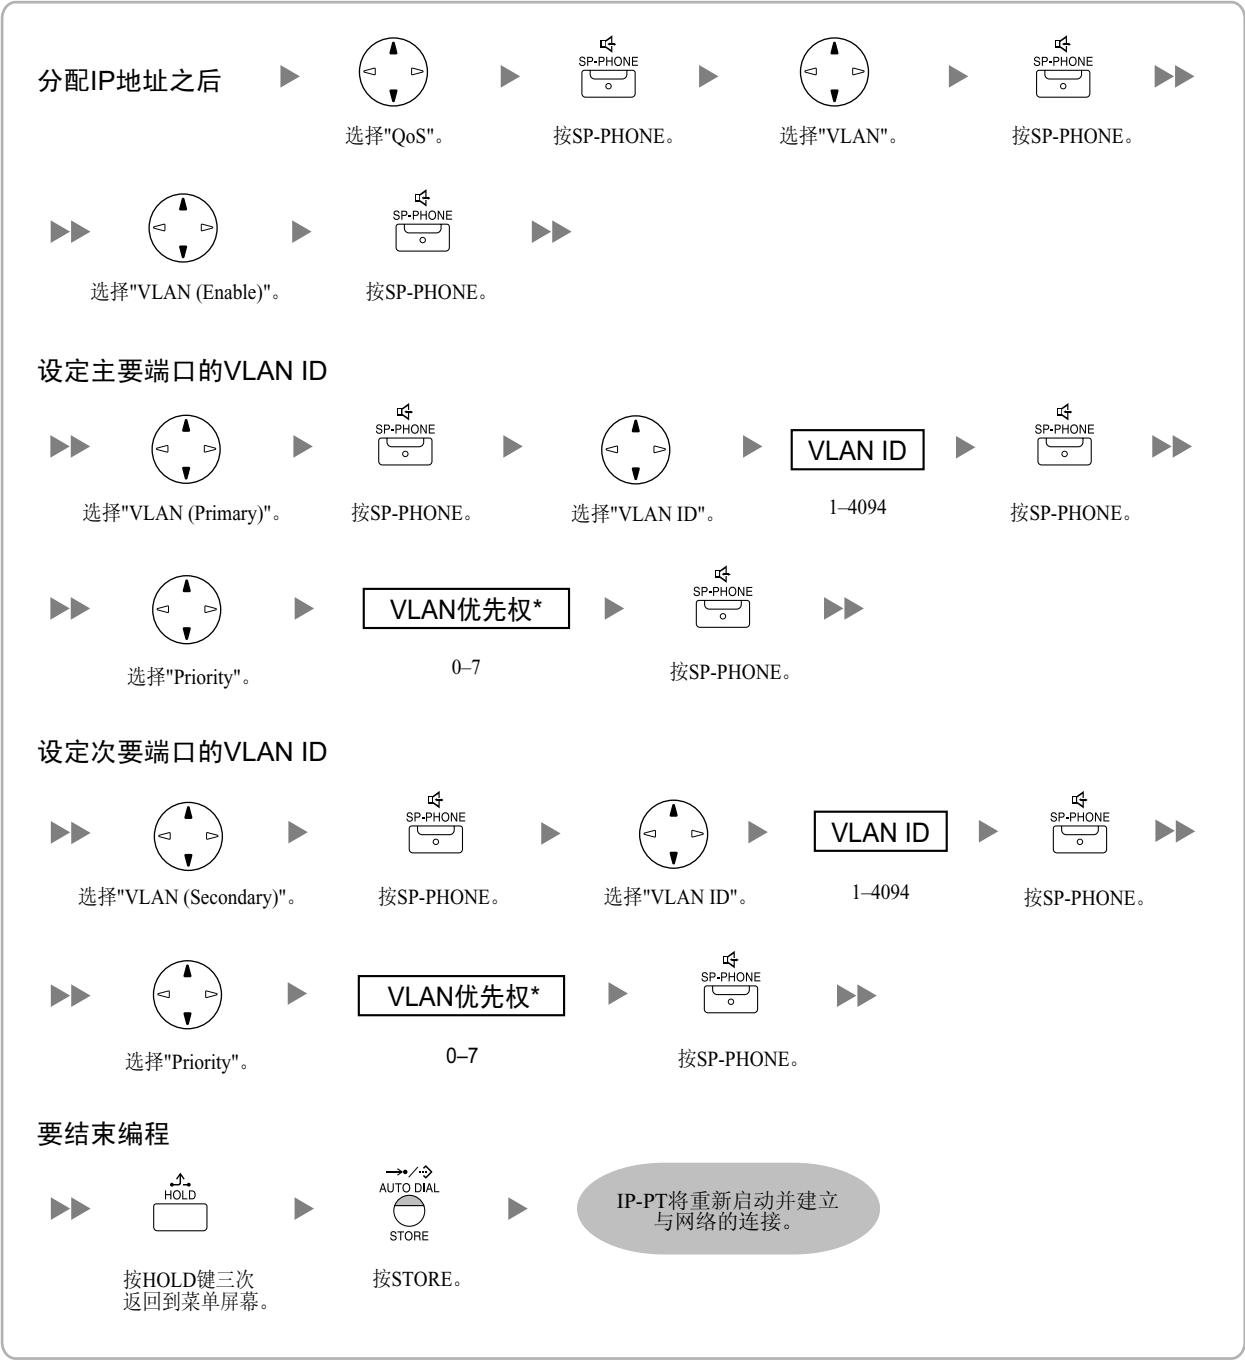 分配IP地址之后
SP-PHONE
SP-PHONE
选择"QoS"。
按SP-PHONE。
选择"VLAN"。
按SP-PHONE。
SP-PHONE
选择"VLAN (Enable)"。
按SP-PHONE。
设定主要端口的VLAN ID
SP-PHONE
VLAN ID
SP-PHONE
选择"VLAN (Primary)"。
按SP-PHONE。
选择"VLAN ID"。
1–4094
按SP-PHONE。
VLAN优先权*
SP-PHONE
选择"Priority"。
0–7
按SP-PHONE。
设定次要端口的VLAN ID
SP-PHONE
VLAN ID
SP-PHONE
选择"VLAN (Secondary)"。
按SP-PHONE。
选择"VLAN ID"。
1–4094
按SP-PHONE。
VLAN优先权*
SP-PHONE
选择"Priority"。
0–7
按SP-PHONE。
要结束编程
HOLD
AUTO DIAL
STORE
IP-PT将重新启动并建立
与网络的连接。
按HOLD键三次
返回到菜单屏幕。
按STORE。